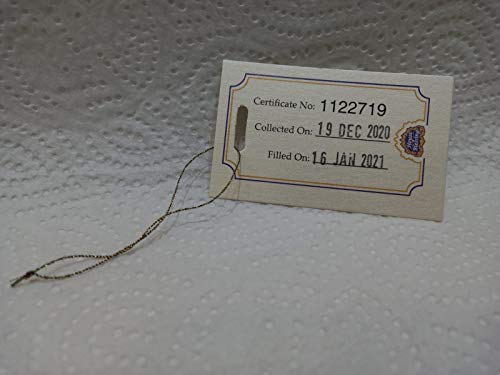 Certificate No: 1122719
Collected On: 19 DEC 2020
Filled On: 16 JAN 2021